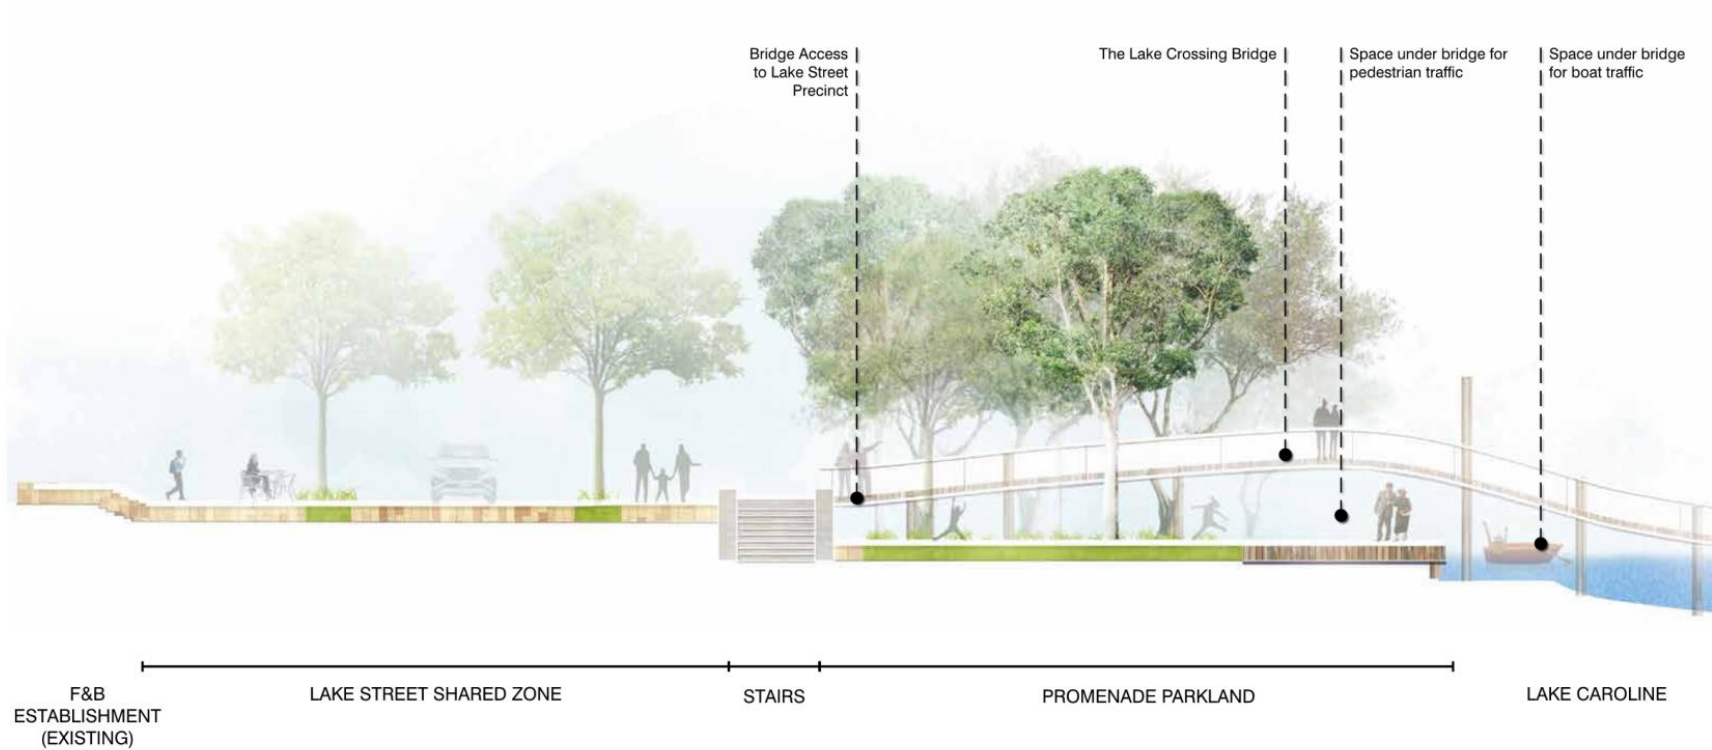 Bridge Access
to Lake Street
Precinct
The Lake Crossing Bridge
Space under bridge for
pedestrian traffic
Space under bridge
for boat traffic
F&B
ESTABLISHMENT
(EXISTING)
LAKE STREET SHARED ZONE
STAIRS
PROMENADE PARKLAND
LAKE CAROLINE